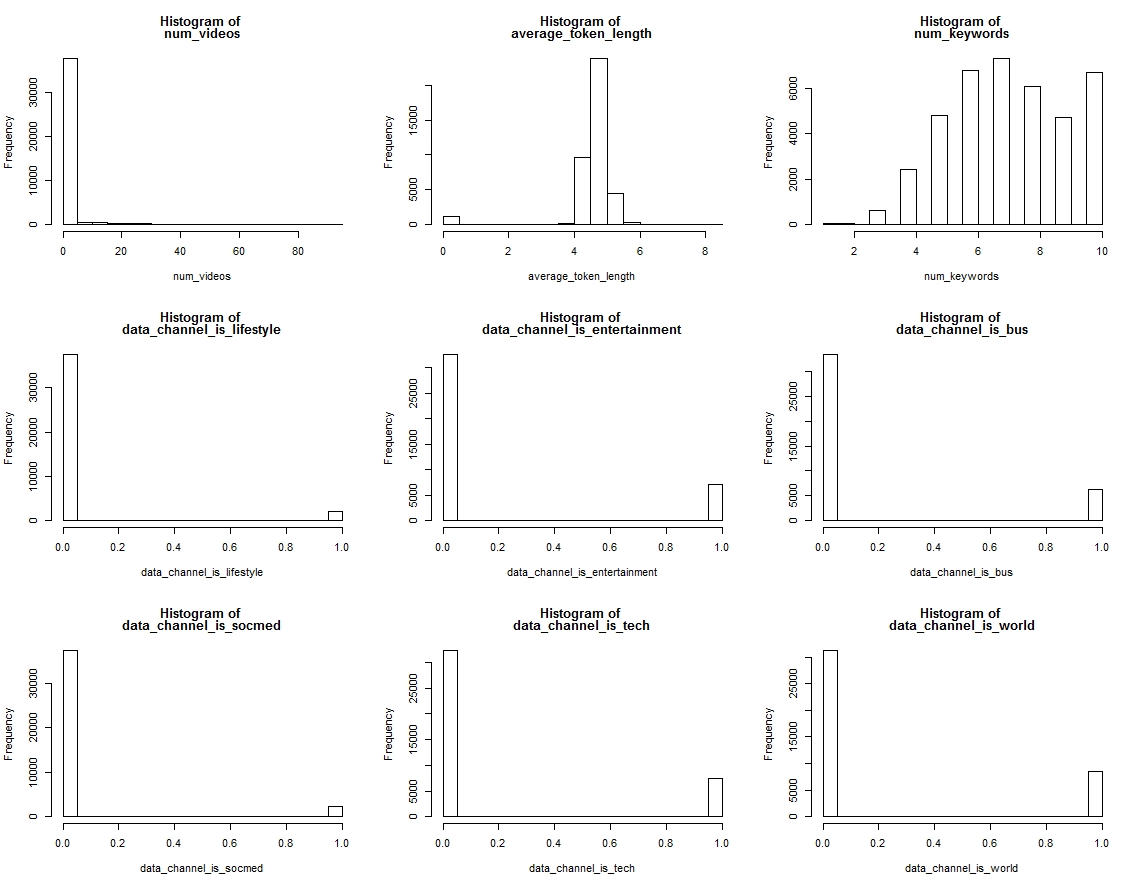 Histogram of
num_videos
Frequency
0 10000 20000 30000
0 20 40 60 80
num_videos
Histogram of
average_token_length
Frequency
0 5000 15000
0 2 4 6 8
average_token_length
Histogram of
num_keywords
Frequency
0 2000 4000 6000
2 4 6 8 10
num_keywords
Histogram of
data_channel_is_lifestyle
Frequency
0 10000 20000 30000
0.0 0.2 0.4 0.6 0.8 1.0
data_channel_is_lifestyle
Histogram of
data_channel_is_entertainment
Frequency
0 5000 15000 25000
0.0 0.2 0.4 0.6 0.8 1.0
data_channel_is_entertainment
Histogram of
data_channel_is_bus
Frequency
0 5000 15000 25000
0.0 0.2 0.4 0.6 0.8 1.0
data_channel_is_bus
Histogram of
data_channel_is_socmed
Frequency
0 10000 20000 30000
0.0 0.2 0.4 0.6 0.8 1.0
data_channel_is_socmed
Histogram of
data_channel_is_tech
Frequency
0 5000 15000 25000
0.0 0.2 0.4 0.6 0.8 1.0
data_channel_is_tech
Histogram of
data_channel_is_world
Frequency
0 5000 15000 25000
0.0 0.2 0.4 0.6 0.8 1.0
data_channel_is_world